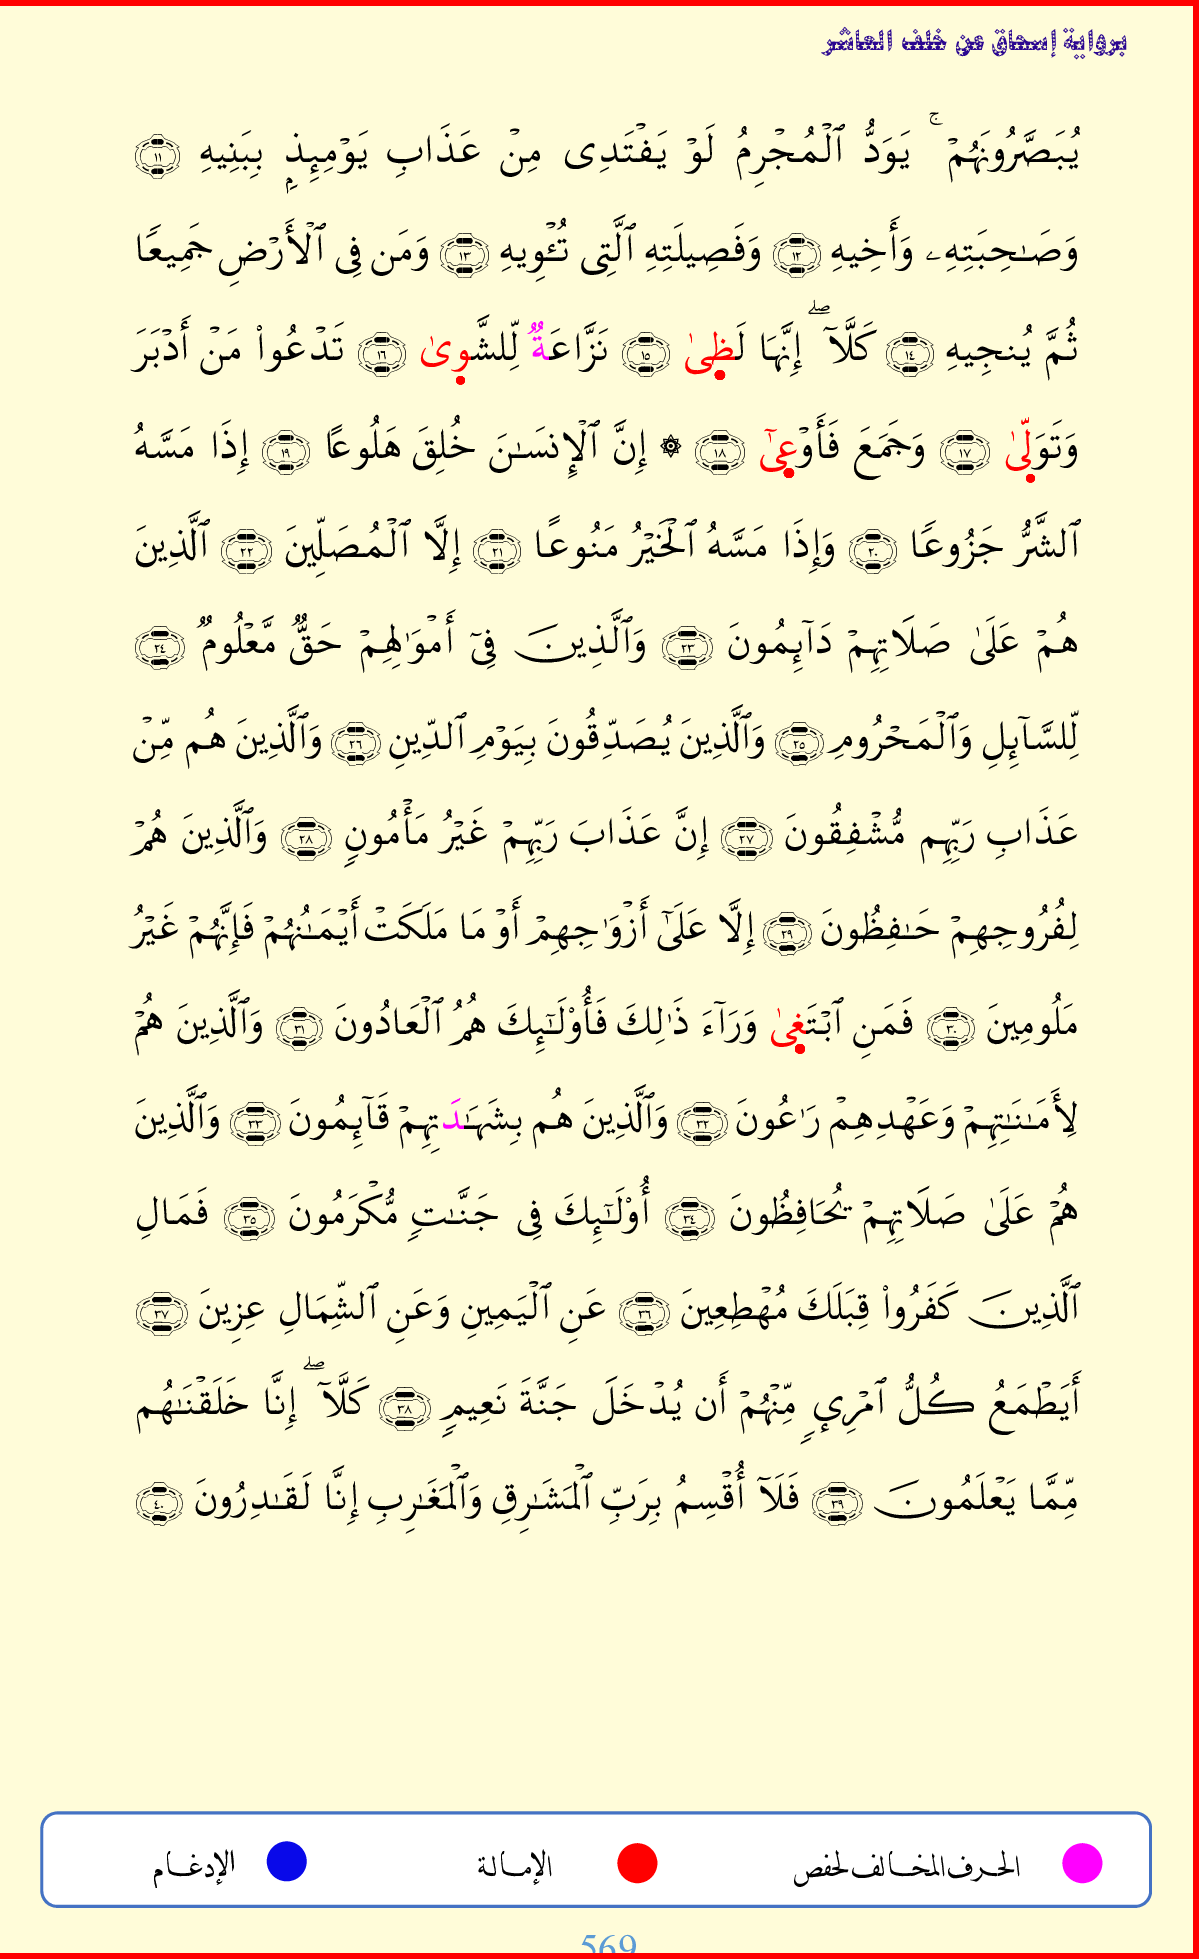 برواية إسحاق عن خلف العاشر
يُبَصَّرُونَهُمۡۚ يَوَدُّ ٱلۡمُجۡرِمُ لَوۡ يَفۡتَدِى مِنۡ عَذَابِ يَوۡمِئِذِۭ بِبَنِيهِ ١١
وَصَـٰحِبَتِهِۦ وَأَخِيهِ ١٢ وَفَصِيلَتِهِ ٱلَّتِى تُـٔۡوِيهِ ١٣ وَمَن فِى ٱلۡأَرۡضِ جَمِيعًا
ثُمَّ يُنجِيهِ ١٤ كَلَّآۖ إِنَّهَا لَظِىٰ ١٥ نَزَّاعَةٌ لِّلشَّوِىٰ ١٦ تَدۡعُواْ مَنۡ أَدۡبَرَ
وَتَوَلِّىٰ ١٧ وَجَمَعَ فَأَوۡعِىٰٓ ١٨ ۞ إِنَّ ٱلۡإِنسَـٰنَ خُلِقَ هَلُوعًا ١٩ إِذَا مَسَّهُ
ٱلشَّرُّ جَزُوعًا ٢٠ وَإِذَا مَسَّهُ ٱلۡخَيۡرُ مَنُوعًا ٢١ إِلَّا ٱلۡمُصَلِّينَ ٢٢ ٱلَّذِينَ
هُمۡ عَلَىٰ صَلَاتِهِمۡ دَآئِمُونَ ٢٣ وَٱلَّذِينَ فِىٓ أَمۡوَٰلِهِمۡ حَقٌّ مَّعۡلُومٌ ٢٤
لِّلسَّآئِلِ وَٱلۡمَحۡرُومِ ٢٥ وَٱلَّذِينَ يُصَدِّقُونَ بِيَوۡمِ ٱلدِّينِ ٢٦ وَٱلَّذِينَ هُم مِّنۡ
عَذَابِ رَبِّهِم مُّشۡفِقُونَ ٢٧ إِنَّ عَذَابَ رَبِّهِمۡ غَيۡرُ مَأۡمُونٍ ٢٨ وَٱلَّذِينَ هُمۡ
لِفُرُوجِهِمۡ حَـٰفِظُونَ ٢٩ إِلَّا عَلَىٰٓ أَزۡوَٰجِهِمۡ أَوۡ مَا مَلَكَتۡ أَيۡمَـٰنُهُمۡ فَإِنَّهُمۡ غَيۡرُ
مَلُومِينَ ٣٠ فَمَنِ ٱبۡتَغِىٰ وَرَآءَ ذَٰلِكَ فَأُوْلَـٰٓئِكَ هُمُ ٱلۡعَادُونَ ٣١ وَٱلَّذِينَ هُمۡ
لِأَمَـٰنَـٰتِهِمۡ وَعَهۡدِهِمۡ رَٰعُونَ ٣٢ وَٱلَّذِينَ هُم بِشَهَـٰدَتِهِمۡ قَآئِمُونَ ٣٣ وَٱلَّذِينَ
هُمۡ عَلَىٰ صَلَاتِهِمۡ يُحَافِظُونَ ٣٤ أُوْلَـٰٓئِكَ فِى جَنَّـٰتٍ مُّكۡرَمُونَ ٣٥ فَمَالِ
ٱلَّذِينَ كَفَرُواْ قِبَلَكَ مُهۡطِعِينَ ٣٦ عَنِ ٱلۡيَمِينِ وَعَنِ ٱلشِّمَالِ عِزِينَ ٣٧
أَيَطۡمَعُ كُلُّ ٱمۡرِىٍٕ مِّنۡهُمۡ أَن يُدۡخَلَ جَنَّةَ نَعِيمٍ ٣٨ كَلَّآۖ إِنَّا خَلَقۡنَـٰهُم
مِّمَّا يَعۡلَمُونَ ٣٩ فَلَآ أُقۡسِمُ بِرَبِّ ٱلۡمَشَـٰرِقِ وَٱلۡمَغَـٰرِبِ إِنَّا لَقَـٰدِرُونَ ٤٠
الحرف المخالف لحفص الإمالة الإدغام
569